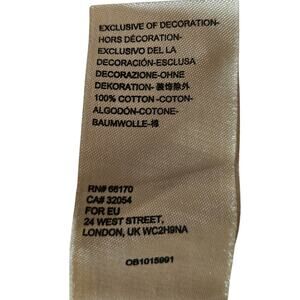 EXCLUSIVE OF DECORATION-
HORS DÉCORATION-
EXCLUSIVO DEL LA
DECORACIÓN-ESCLUSA
DECORAZIONE-OHNE
DEKORATION- 装饰除外
100% COTTON -COTON-
ALGODÓN-COTONE-
BAUMWOLLE-棉
RN# 66170
CA# 32054
FOR EU
24 WEST STREET,
LONDON, UK WC2H9NA
OB1015991